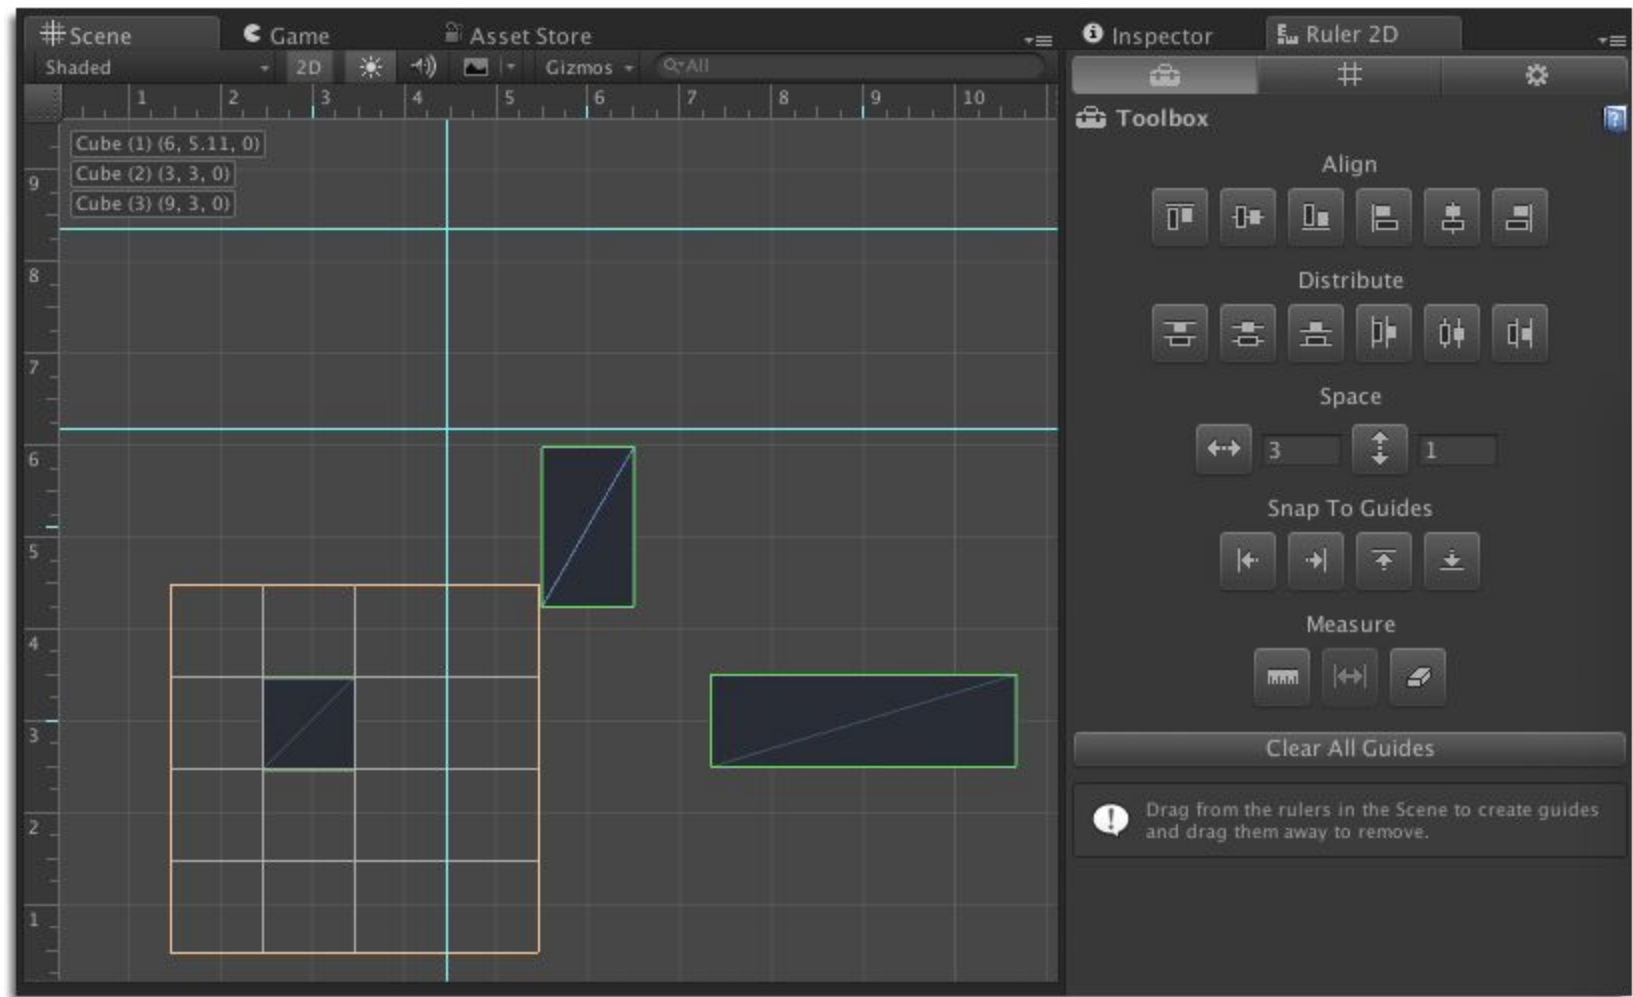 Scene Game Asset Store
Shaded 2D Gizmos All
1 2 3 4 5 6 7 8 9 10
Cube (1) (6, 5.11, 0)
Cube (2) (3, 3, 0)
Cube (3) (9, 3, 0)
9
8
7
6
5
4
3
2
1
Inspector Ruler 2D
Toolbox
?
Align
Distribute
Space
3 1
Snap To Guides
Measure
Clear All Guides
Drag from the rulers in the Scene to create guides
and drag them away to remove.